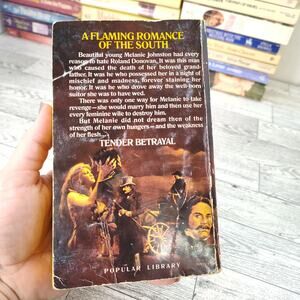 A FLAMING ROMANCE
OF THE SOUTH
Beautiful young Melanie Johnston had every
reason to hate Roland Donovan. It was this man
who caused the death of her beloved grand-
father. It was he who possessed her in a night of
mischief and madness, forever staining her
honor. It was he who drove away the well-born
suitor she was to have wed.
There was only one way for Melanie to take
revenge—she would marry him and then use her
every feminine wile to destroy him.
But Melanie did not dream then of the
strength of her own hungers—and the weakness
of her flesh...
TENDER BETRAYAL
POPULAR LIBRARY